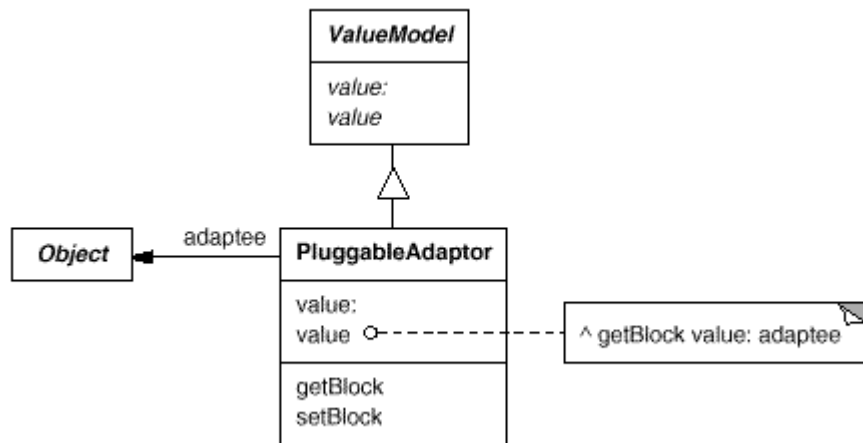 ValueModel
value:
value
Object
adaptee
PluggableAdaptor
value:
value
^ getBlock value: adaptee
getBlock
setBlock